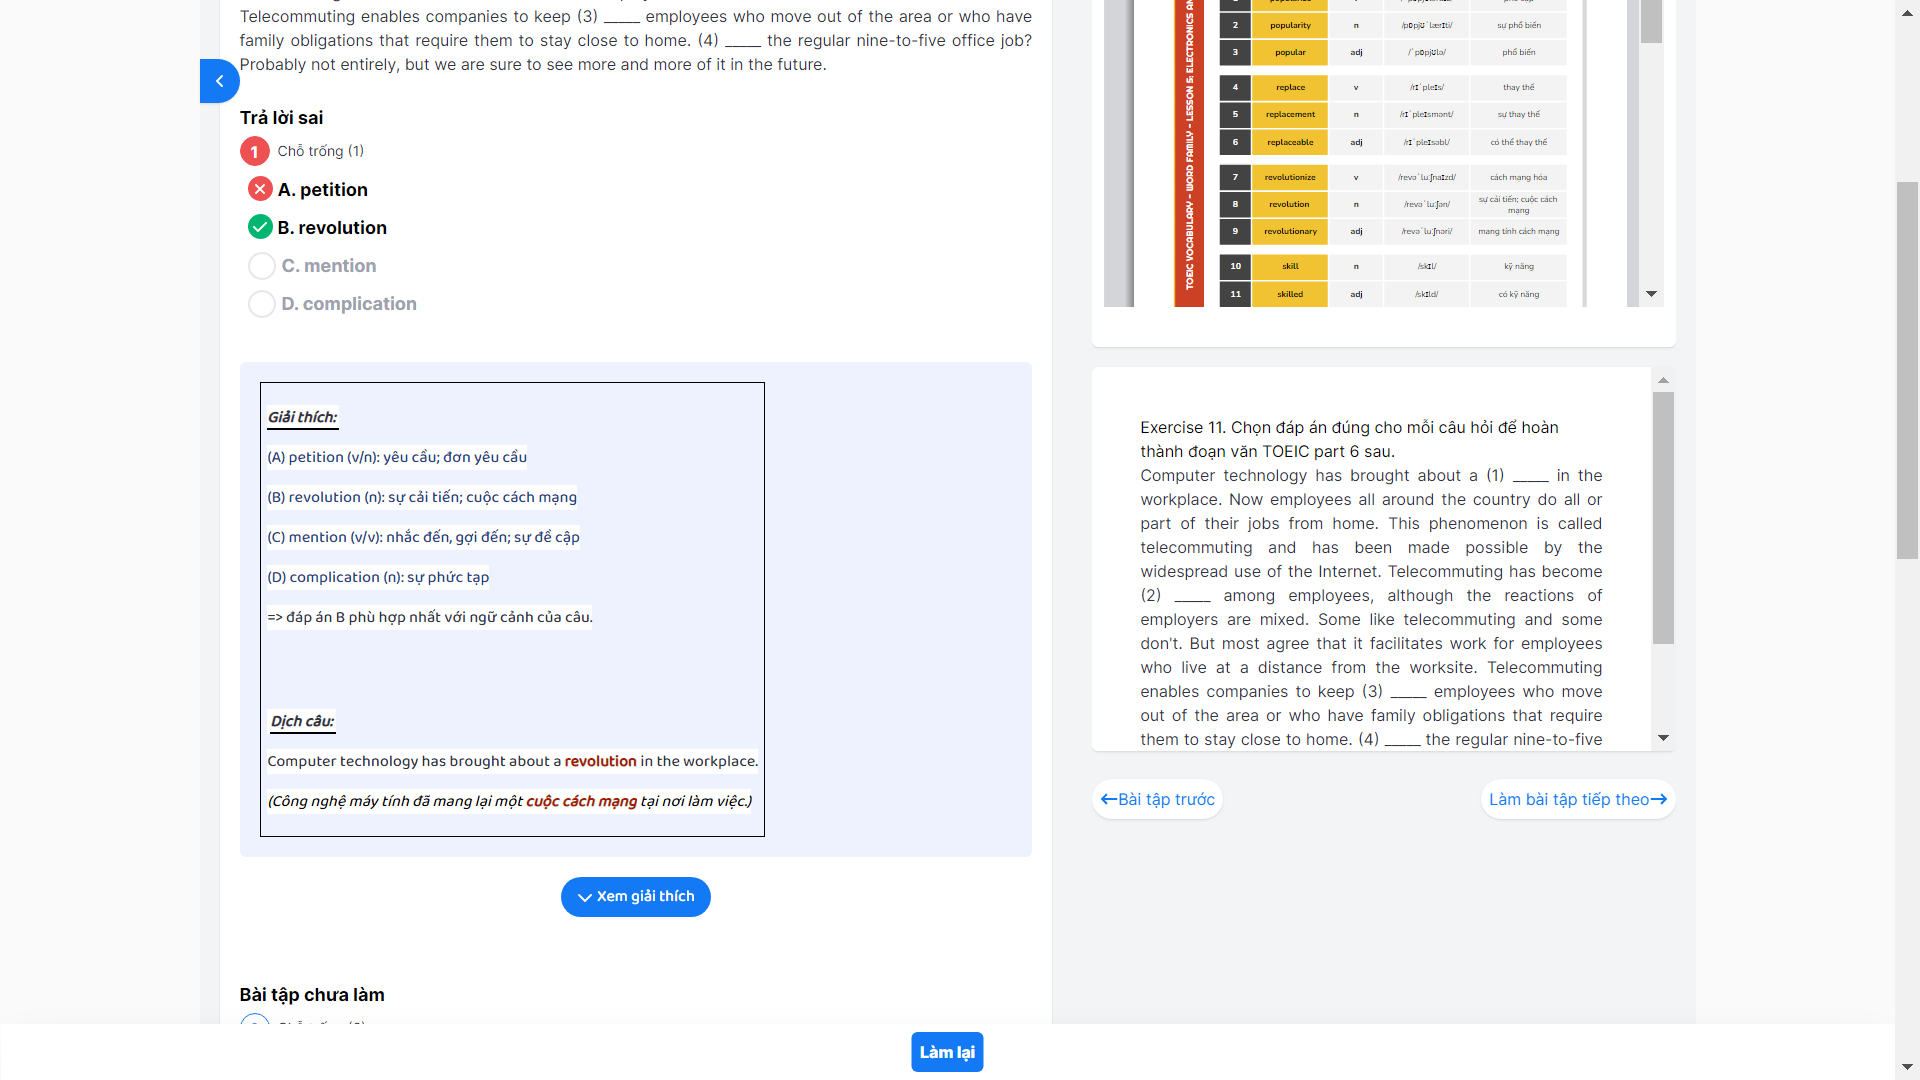 Telecommuting enables companies to keep (3) _____ employees who move out of the area or who have
family obligations that require them to stay close to home. (4) _____ the regular nine-to-five office job?
Probably not entirely, but we are sure to see more and more of it in the future.
Trả lời sai
1 Chỗ trống (1)
A. petition
B. revolution
C. mention
D. complication
Giải thích:
(A) petition (v/n): yêu cầu; đơn yêu cầu
(B) revolution (n): sự cải tiến; cuộc cách mạng
(C) mention (v/v): nhắc đến, gợi đến; sự đề cập
(D) complication (n): sự phức tạp
=> đáp án B phù hợp nhất với ngữ cảnh của câu.
Dịch câu:
Computer technology has brought about a revolution in the workplace.
(Công nghệ máy tính đã mang lại một cuộc cách mạng tại nơi làm việc.)
Xem giải thích
Bài tập chưa làm
TOEIC VOCABULARY - WORD FAMILY - LESSON 5: ELECTRONICS
2 popularity n /pɒpjʊˈlærɪti/ sự phổ biến
3 popular adj /ˈpɒpjʊlə/ phổ biến
4 replace v /rɪˈpleɪs/ thay thế
5 replacement n /rɪˈpleɪsmənt/ sự thay thế
6 replaceable adj /rɪˈpleɪsəbl/ có thể thay thế
7 revolutionize v /revəˈluːʃnaɪzd/ cách mạng hóa
8 revolution n /revəˈluːʃən/ sự cải tiến; cuộc cách mạng
9 revolutionary adj /revəˈluːʃnəri/ mang tính cách mạng
10 skill n /skɪl/ kỹ năng
11 skilled adj /skɪld/ có kỹ năng
Exercise 11. Chọn đáp án đúng cho mỗi câu hỏi để hoàn
thành đoạn văn TOEIC part 6 sau.
Computer technology has brought about a (1) _____ in the
workplace. Now employees all around the country do all or
part of their jobs from home. This phenomenon is called
telecommuting and has been made possible by the
widespread use of the Internet. Telecommuting has become
(2) _____ among employees, although the reactions of
employers are mixed. Some like telecommuting and some
don't. But most agree that it facilitates work for employees
who live at a distance from the worksite. Telecommuting
enables companies to keep (3) _____ employees who move
out of the area or who have family obligations that require
them to stay close to home. (4) _____ the regular nine-to-five
Bài tập trước
Làm bài tập tiếp theo
Làm lại